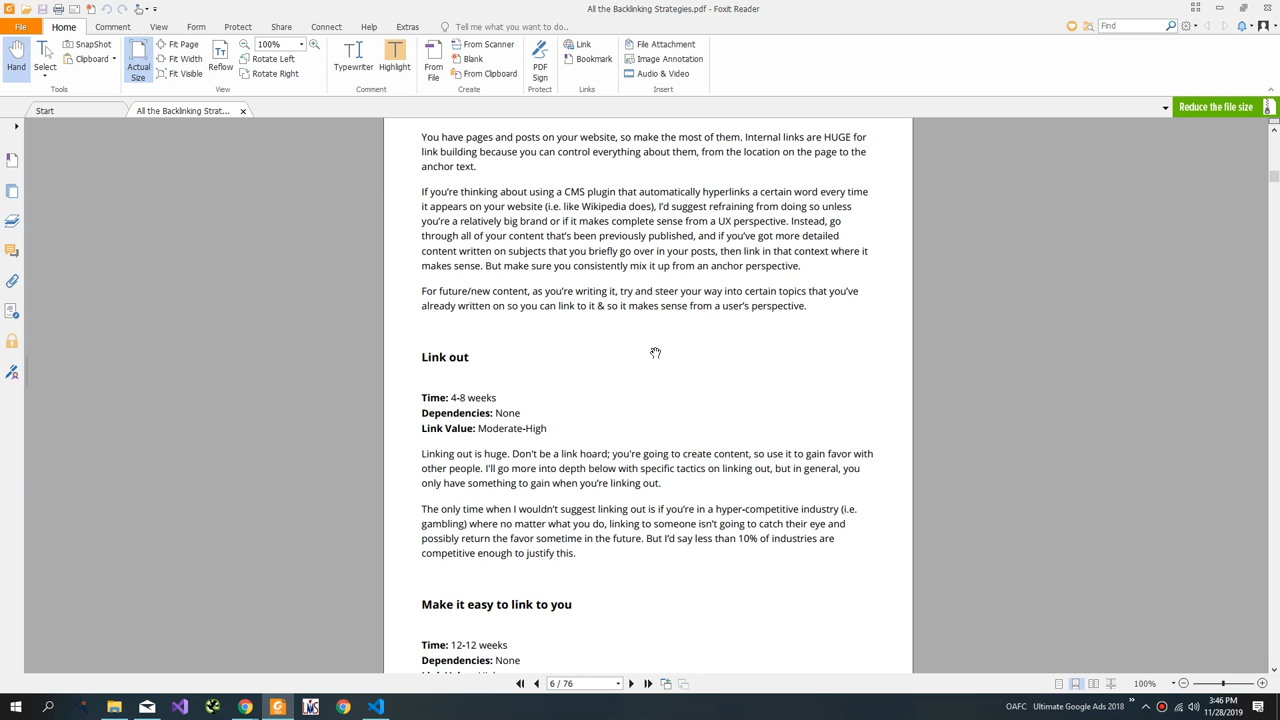 All the Backlinking Strategies.pdf - Foxit Reader
File Home Comment View Form Protect Share Connect Help Extras Tell me what you want to do.. Find
Hand
Select
SnapShot
Clipboard
Tools
Actual
Size
Fit Page
Fit Width
Fit Visible
Reflow
100%
Rotate Left
Rotate Right
View
Typewriter
Highlight
Comment
From
File
From Scanner
Blank
From Clipboard
Create
PDF
Sign
Protect
Link
Bookmark
Links
File Attachment
Image Annotation
Audio & Video
Insert
Start All the Backlinking Strat... Reduce the file size
You have pages and posts on your website, so make the most of them. Internal links are HUGE for
link building because you can control everything about them, from the location on the page to the
anchor text.
If you’re thinking about using a CMS plugin that automatically hyperlinks a certain word every time
it appears on your website (i.e. like Wikipedia does), I’d suggest refraining from doing so unless
you’re a relatively big brand or if it makes complete sense from a UX perspective. Instead, go
through all of your content that’s been previously published, and if you’ve got more detailed
content written on subjects that you briefly go over in your posts, then link in that context where it
makes sense. But make sure you consistently mix it up from an anchor perspective.
For future/new content, as you’re writing it, try and steer your way into certain topics that you’ve
already written on so you can link to it & so it makes sense from a user’s perspective.
Link out
Time: 4-8 weeks
Dependencies: None
Link Value: Moderate-High
Linking out is huge. Don't be a link hoard; you're going to create content, so use it to gain favor with
other people. I'll go more into depth below with specific tactics on linking out, but in general, you
only have something to gain when you’re linking out.
The only time when I wouldn’t suggest linking out is if you’re in a hyper-competitive industry (i.e.
gambling) where no matter what you do, linking to someone isn’t going to catch their eye and
possibly return the favor sometime in the future. But I’d say less than 10% of industries are
competitive enough to justify this.
Make it easy to link to you
Time: 12-12 weeks
Dependencies: None
6 / 76
100%
OAFC Ultimate Google Ads 2018
3:46 PM
11/28/2019